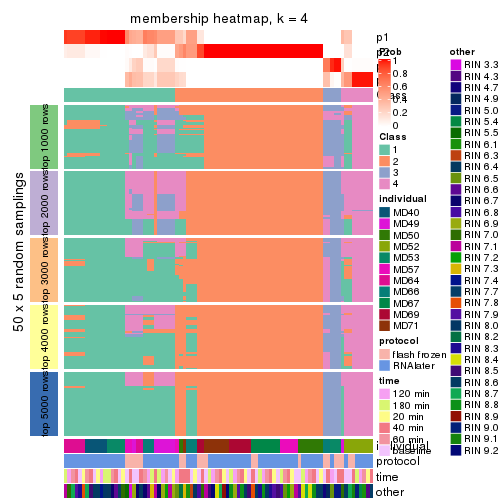 membership heatmap, k = 4
p1
p2
Prob
1
0.8
0.6
0.4
0.2
0
Class
1
2
3
4
Individual
MD40
MD49
MD50
MD52
MD53
MD57
MD64
MD66
MD67
MD69
MD71
protocol
flash frozen
RNAlater
time
120 min
180 min
20 min
40 min
60 min
baseline
other
RIN 3.3
RIN 4.3
RIN 4.7
RIN 4.9
RIN 5.0
RIN 5.4
RIN 5.5
RIN 6.1
RIN 6.3
RIN 6.4
RIN 6.5
RIN 6.6
RIN 6.7
RIN 6.8
RIN 6.9
RIN 7.0
RIN 7.1
RIN 7.2
RIN 7.3
RIN 7.4
RIN 7.7
RIN 7.8
RIN 7.9
RIN 8.0
RIN 8.2
RIN 8.3
RIN 8.4
RIN 8.5
RIN 8.6
RIN 8.7
RIN 8.8
RIN 8.9
RIN 9.0
RIN 9.1
RIN 9.2
50 x 5 random samplings
top 1000 rows
top 2000 rows
top 3000 rows
top 4000 rows
top 5000 rows
protocol
time
other